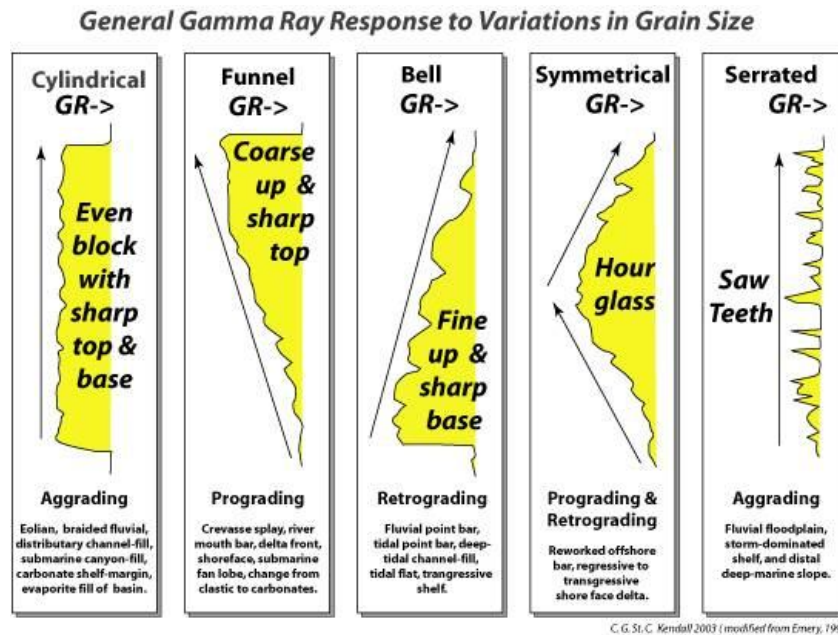 General Gamma Ray Response to Variations in Grain Size
Cylindrical
GR->
Even
block
with
sharp
top &
base
Aggrading
Eolian, braided fluvial,
distributary channel-fill,
submarine canyon-fill,
carbonate shelf-margin,
evaporite fill of basin.
Funnel
GR->
Coarse
up &
sharp
top
Prograding
Crevasse splay, river
mouth bar, delta front,
shoreface, submarine
fan lobe, change from
clastic to carbonates.
Bell
GR->
Fine
up &
sharp
base
Retrograding
Fluvial point bar,
tidal point bar, deep-
tidal channel-fill,
tidal flat, trangressive
shelf.
Symmetrical
GR->
Hour
glass
Prograding &
Retrograding
Reworked offshore
bar, regressive to
transgressive
shore face delta.
Serrated
GR->
Saw
Teeth
Aggrading
Fluvial floodplain,
storm-dominated
shelf, and distal
deep-marine slope.
C. G. St. C. Kendall 2003 ( modified from Emery,